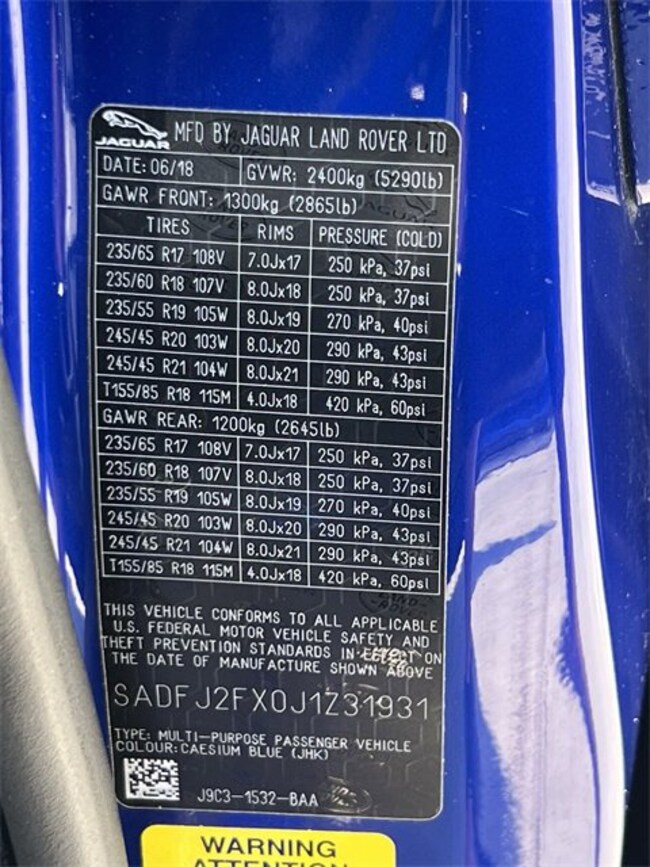 JAGUAR MFD BY JAGUAR LAND ROVER LTD
DATE: 06/18 GVWR: 2400kg (5290lb)
GAWR FRONT: 1300kg (2865lb)
TIRES RIMS PRESSURE (COLD)
235/65 R17 108V 7.0Jx17 250 kPa, 37psi
235/60 R18 107V 8.0Jx18 250 kPa, 37psi
235/55 R19 105W 8.0Jx19 270 kPa, 40psi
245/45 R20 103W 8.0Jx20 290 kPa, 43psi
245/45 R21 104W 8.0Jx21 290 kPa, 43psi
T155/85 R18 115M 4.0Jx18 420 kPa, 60psi
GAWR REAR: 1200kg (2645lb)
235/65 R17 108V 7.0Jx17 250 kPa, 37psi
235/60 R18 107V 8.0Jx18 250 kPa, 37psi
235/55 R19 105W 8.0Jx19 270 kPa, 40psi
245/45 R20 103W 8.0Jx20 290 kPa, 43psi
245/45 R21 104W 8.0Jx21 290 kPa, 43psi
T155/85 R18 115M 4.0Jx18 420 kPa, 60psi
THIS VEHICLE CONFORMS TO ALL APPLICABLE
U.S. FEDERAL MOTOR VEHICLE SAFETY AND
THEFT PREVENTION STANDARDS IN EFFECT ON
THE DATE OF MANUFACTURE SHOWN ABOVE
SADFJ2FX0J1Z31931
TYPE: MULTI-PURPOSE PASSENGER VEHICLE
COLOUR:CAESIUM BLUE (JHK)
J9C3-1532-BAA
WARNING
ATTENTION